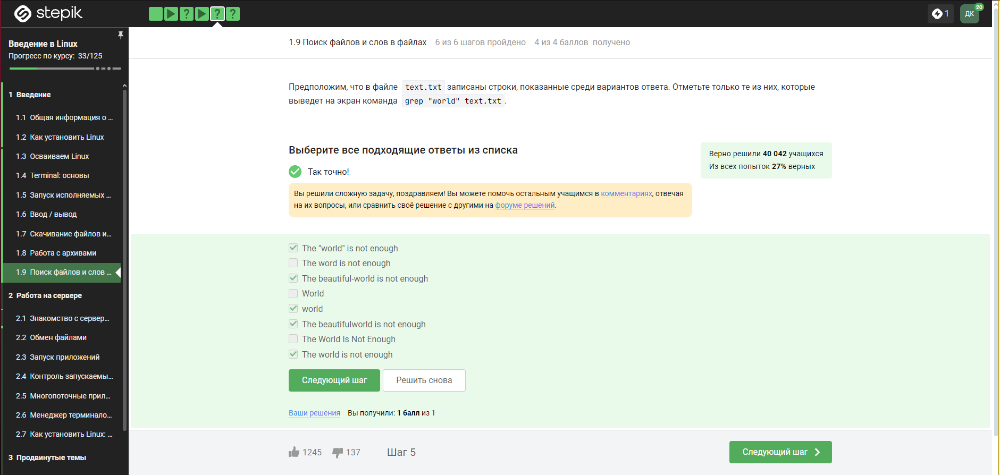 stepik
? ? ?
1
ДК
20
Введение в Linux
Прогресс по курсу: 33/125
1 Введение
1.1 Общая информация о ...
1.2 Как установить Linux
1.3 Осваиваем Linux
1.4 Terminal: основы
1.5 Запуск исполняемых ...
1.6 Ввод / вывод
1.7 Скачивание файлов и...
1.8 Работа с архивами
1.9 Поиск файлов и слов ...
2 Работа на сервере
2.1 Знакомство с сервер...
2.2 Обмен файлами
2.3 Запуск приложений
2.4 Контроль запускаемы...
2.5 Многопоточные прил...
2.6 Менеджер терминало...
2.7 Как установить Linux: ...
3 Продвинутые темы
1.9 Поиск файлов и слов в файлах 6 из 6 шагов пройдено 4 из 4 баллов получено
Предположим, что в файле text.txt записаны строки, показанные среди вариантов ответа. Отметьте только те из них, которые
выведет на экран команда grep "world" text.txt.
Выберите все подходящие ответы из списка
Так точно!
Верно решили 40 042 учащихся
Из всех попыток 27% верных
Вы решили сложную задачу, поздравляем! Вы можете помочь остальным учащимся в комментариях, отвечая
на их вопросы, или сравнить своё решение с другими на форуме решений.
The "world" is not enough
The word is not enough
The beautiful-world is not enough
World
world
The beautifulworld is not enough
The World Is Not Enough
The world is not enough
Следующий шаг Решить снова
Ваши решения Вы получили: 1 балл из 1
1245 137 Шаг 5 Следующий шаг